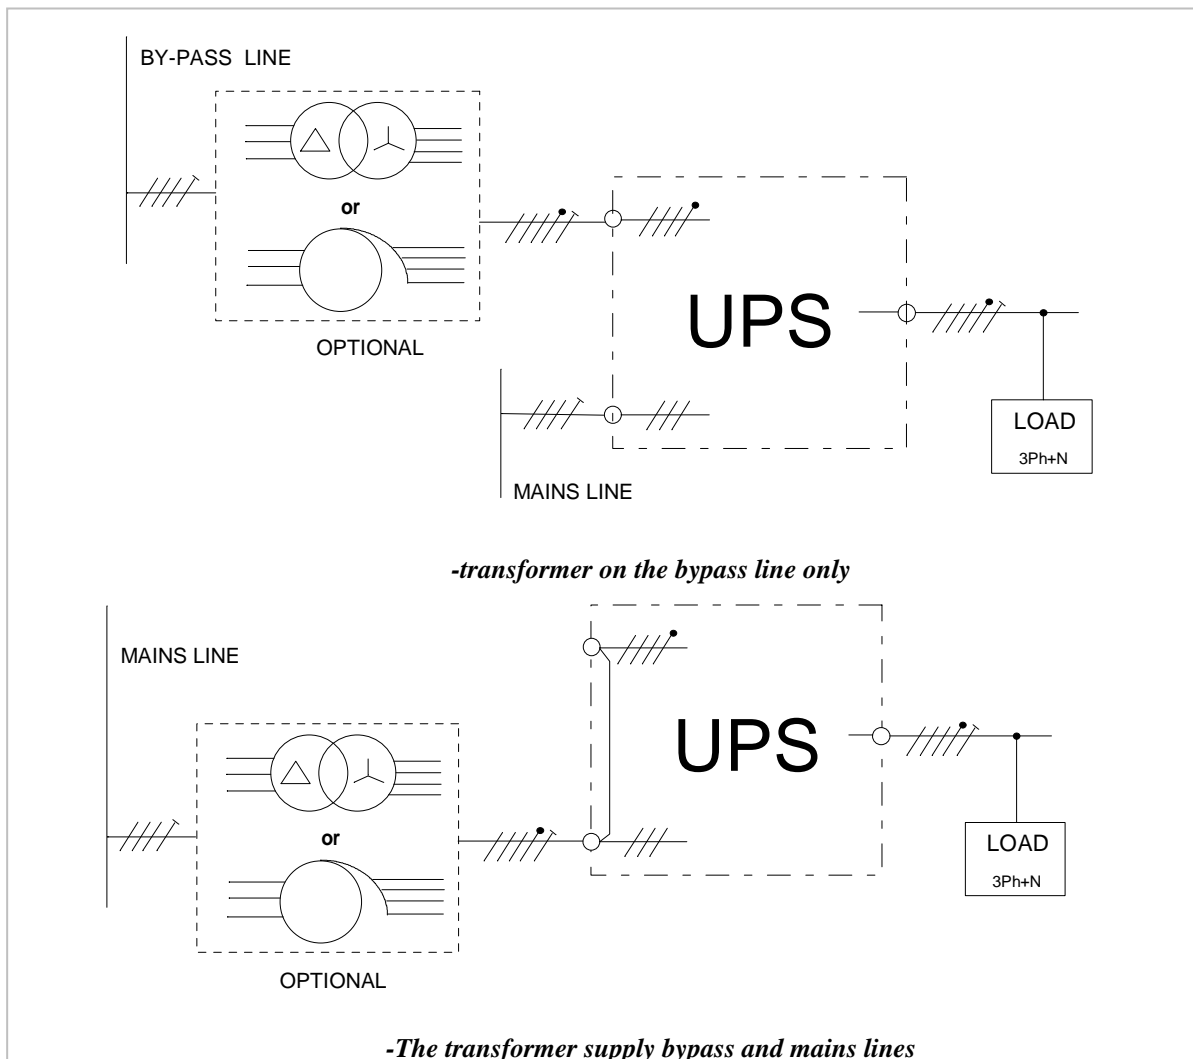 BY-PASS LINE
or
OPTIONAL
UPS
LOAD
3Ph+N
MAINS LINE
-transformer on the bypass line only
MAINS LINE
or
OPTIONAL
UPS
LOAD
3Ph+N
-The transformer supply bypass and mains lines